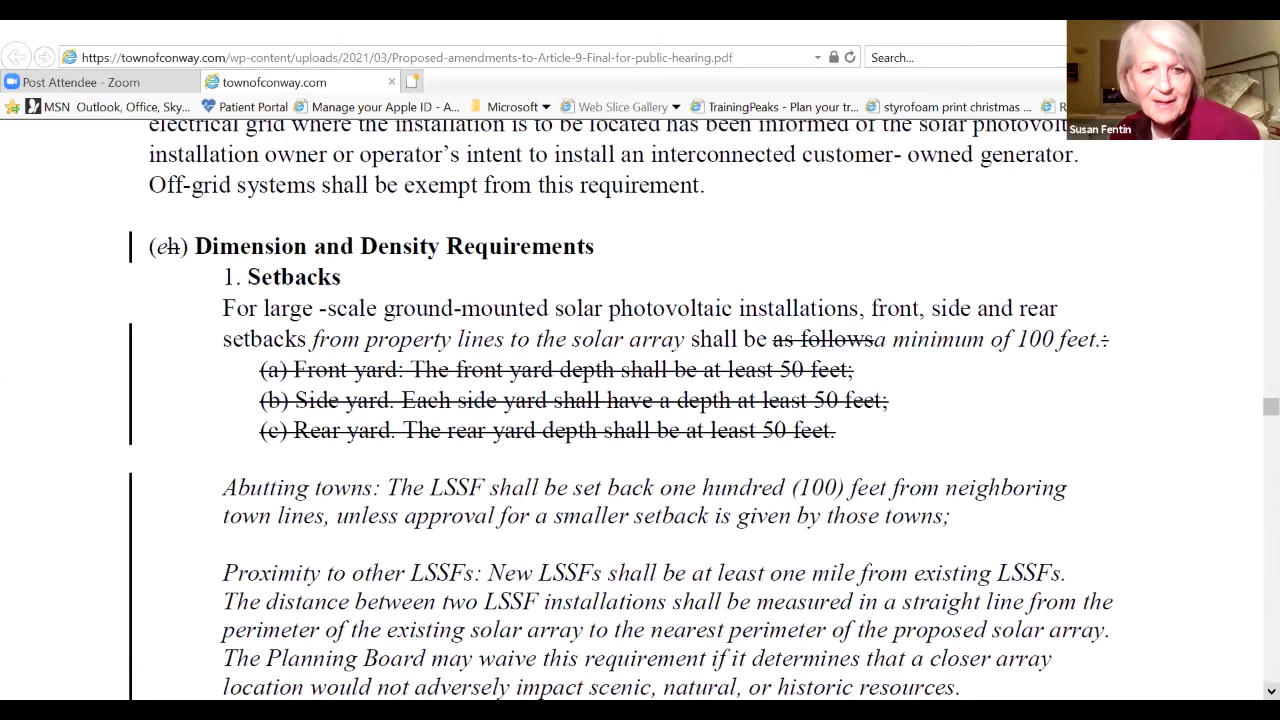 https://townofconway.com/wp-content/uploads/2021/03/Proposed-amendments-to-Article-9-Final-for-public-hearing.pdf
Search...
Post Attendee - Zoom
townofconway.com
MSN Outlook, Office, Sky...
Patient Portal
Manage your Apple ID - A...
Microsoft
Web Slice Gallery
TrainingPeaks - Plan your tr...
styrofoam print christmas ...
Susan Fentin
electrical grid where the installation is to be located has been informed of the solar
installation owner or operator's intent to install an interconnected customer- owned generator.
Off-grid systems shall be exempt from this requirement.
(eh) Dimension and Density Requirements
1. Setbacks
For large -scale ground-mounted solar photovoltaic installations, front, side and rear
setbacks from property lines to the solar array shall be as followsa minimum of 100 feet.:
(a) Front yard: The front yard depth shall be at least 50 feet;
(b) Side yard. Each side yard shall have a depth at least 50 feet;
(c) Rear yard. The rear yard depth shall be at least 50 feet.
Abutting towns: The LSSF shall be set back one hundred (100) feet from neighboring
town lines, unless approval for a smaller setback is given by those towns;
Proximity to other LSSFs: New LSSFs shall be at least one mile from existing LSSFs.
The distance between two LSSF installations shall be measured in a straight line from the
perimeter of the existing solar array to the nearest perimeter of the proposed solar array.
The Planning Board may waive this requirement if it determines that a closer array
location would not adversely impact scenic, natural, or historic resources.